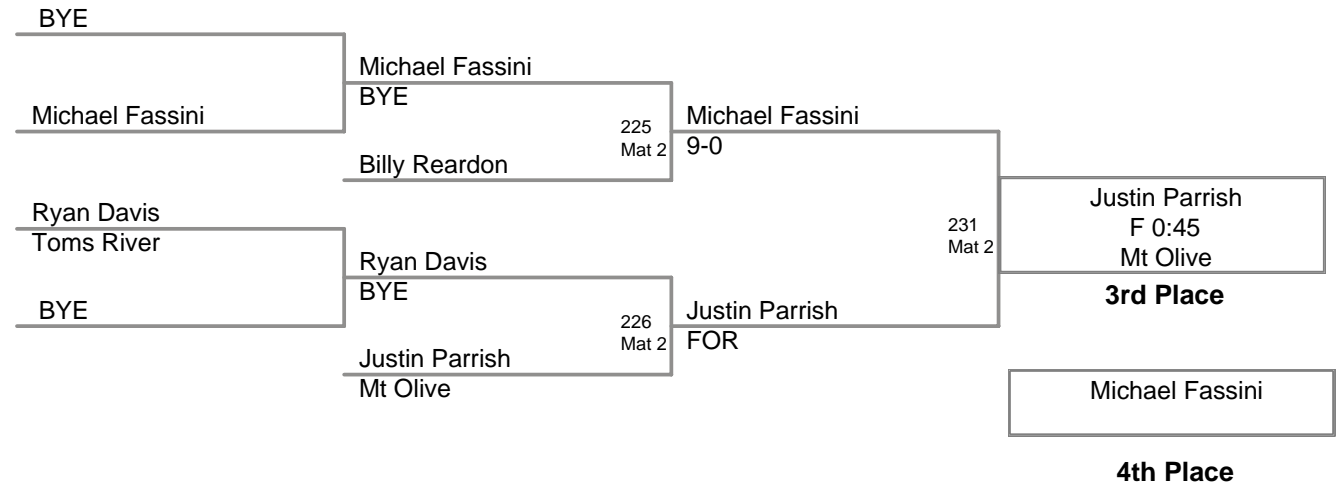 BYE
Michael Fassini
Michael Fassini
BYE
225
Mat 2
Michael Fassini
9-0
Billy Reardon
Ryan Davis
Toms River
Ryan Davis
BYE
BYE
226
Mat 2
Justin Parrish
FOR
Justin Parrish
Mt Olive
231
Mat 2
Justin Parrish
F 0:45
Mt Olive
3rd Place
Michael Fassini
4th Place